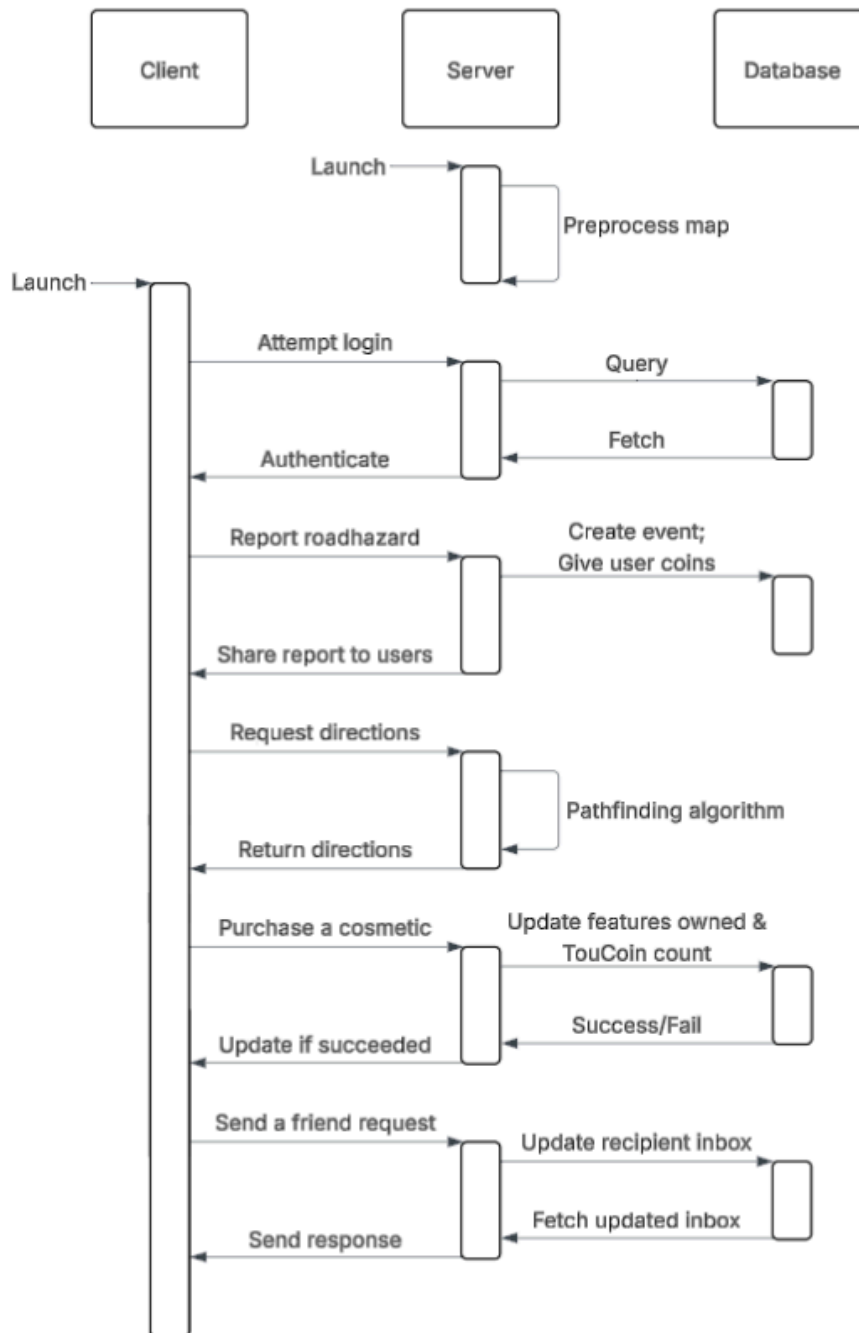 Client
Server
Database
Launch
Preprocess map
Launch
Attempt login
Query
Fetch
Authenticate
Report roadhazard
Create event;
Give user coins
Share report to users
Request directions
Pathfinding algorithm
Return directions
Purchase a cosmetic
Update features owned &
TouCoin count
Success/Fail
Update if succeeded
Send a friend request
Update recipient inbox
Fetch updated inbox
Send response